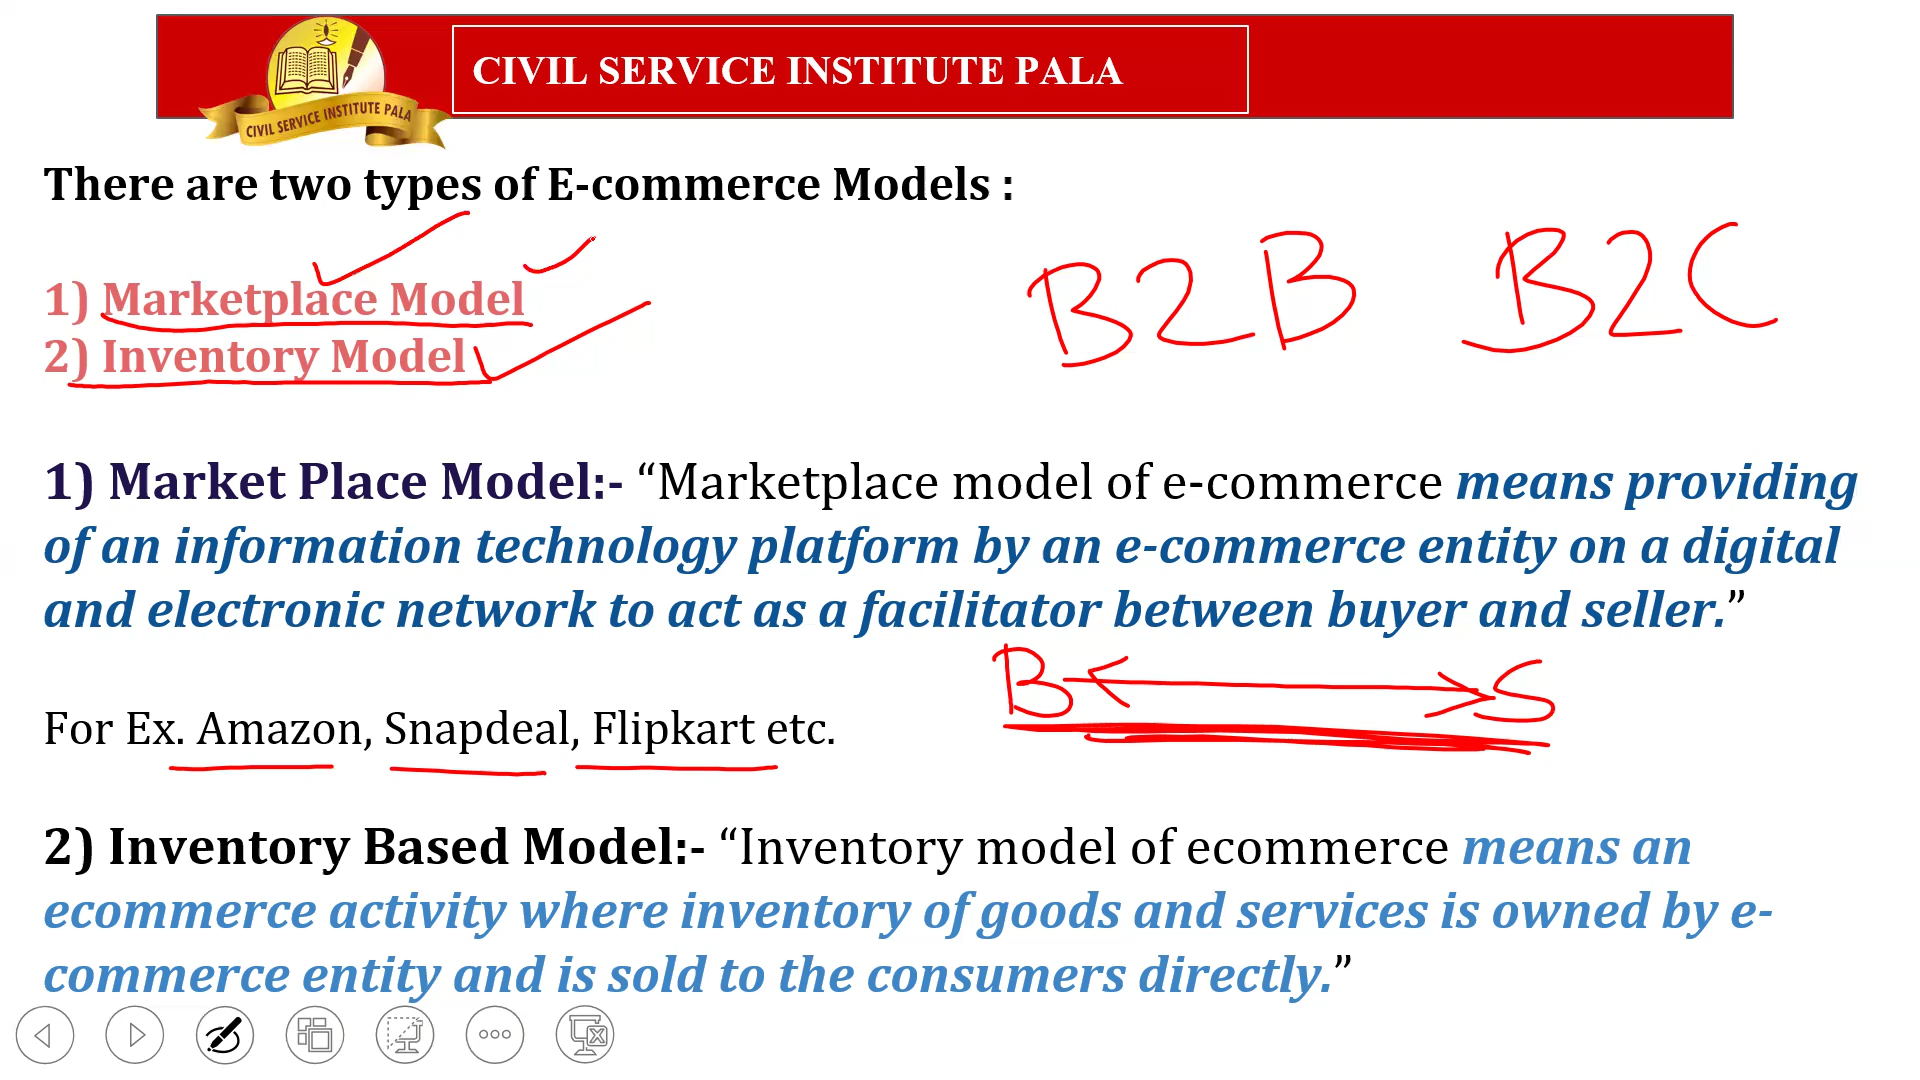 CIVIL SERVICE INSTITUTE PALA
CIVIL SERVICE INSTITUTE PALA
There are two types of E-commerce Models :
1) Marketplace Model
2) Inventory Model
B2B B2C
1) Market Place Model:- “Marketplace model of e-commerce means providing
of an information technology platform by an e-commerce entity on a digital
and electronic network to act as a facilitator between buyer and seller.”
B S
For Ex. Amazon, Snapdeal, Flipkart etc.
2) Inventory Based Model:- “Inventory model of ecommerce means an
ecommerce activity where inventory of goods and services is owned by e-
commerce entity and is sold to the consumers directly.”